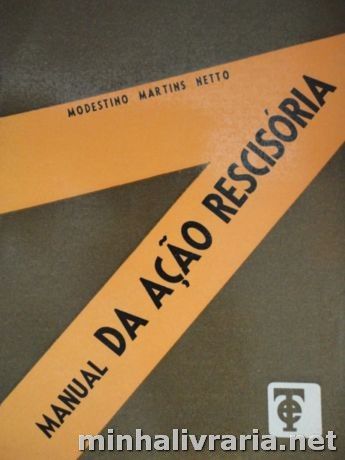 MODESTINO MARTINS NETTO
MANUAL DA AÇÃO RESCISÓRIA
minhalivraria.net